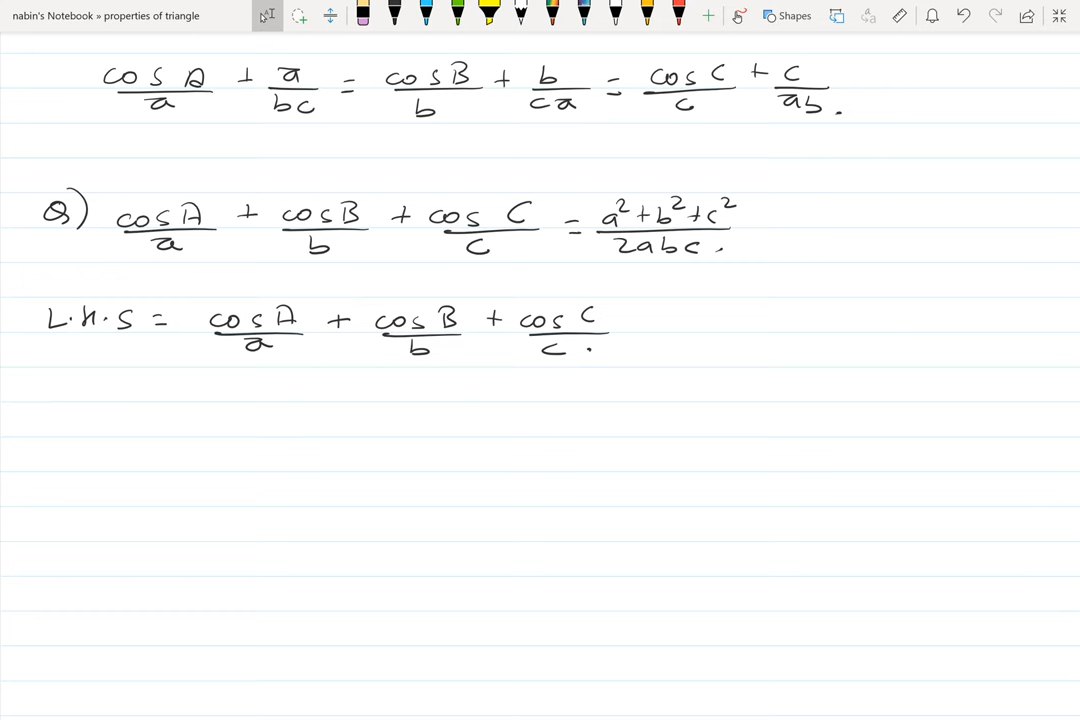 nabin's Notebook » properties of triangle Shapes
cos A/a + a/bc = cos B/b + b/ca = cos C/c + c/ab.
Q) cos A/a + cos B/b + cos C/c = a²+b²+c²/2abc.
L.H.S = cos A/a + cos B/b + cos C/c.